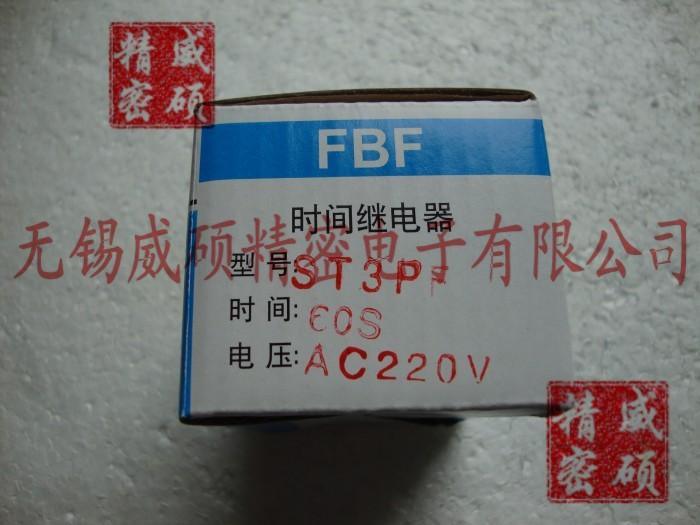 精威
密硕
FBF
时间继电器
无锡威硕精密电子有限公司
型号:ST3PF
时间:60S
电压:AC220V
精威
密硕